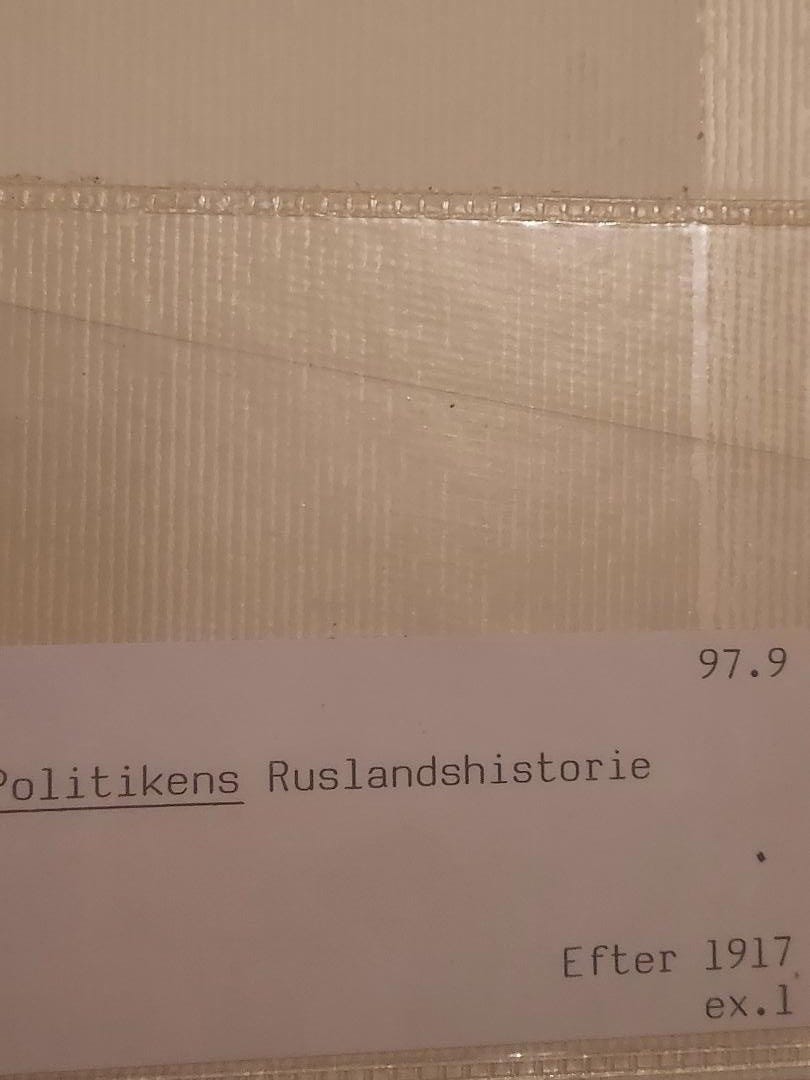 97.9
Politikens Ruslandshistorie
Efter 1917
ex.1